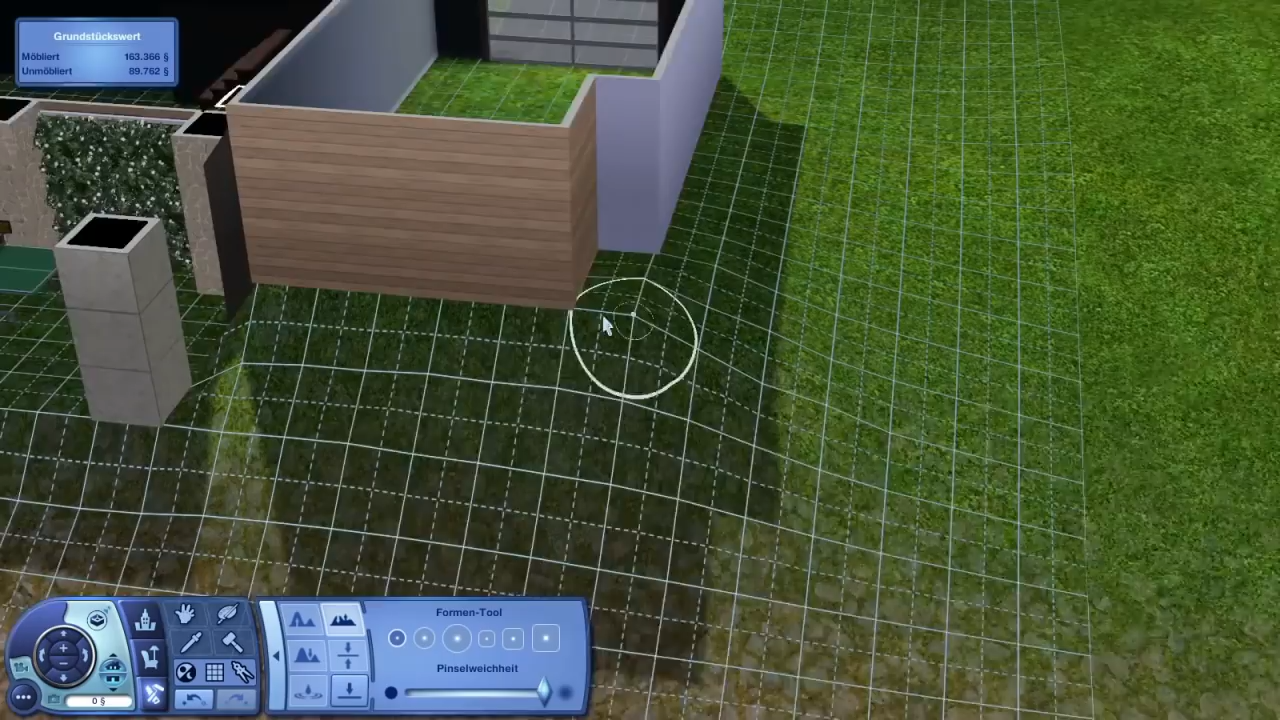 Grundstückswert
Möbliert 163.366 §
Unmöbliert 89.762 §
Formen-Tool
Pinselweichheit
0 §